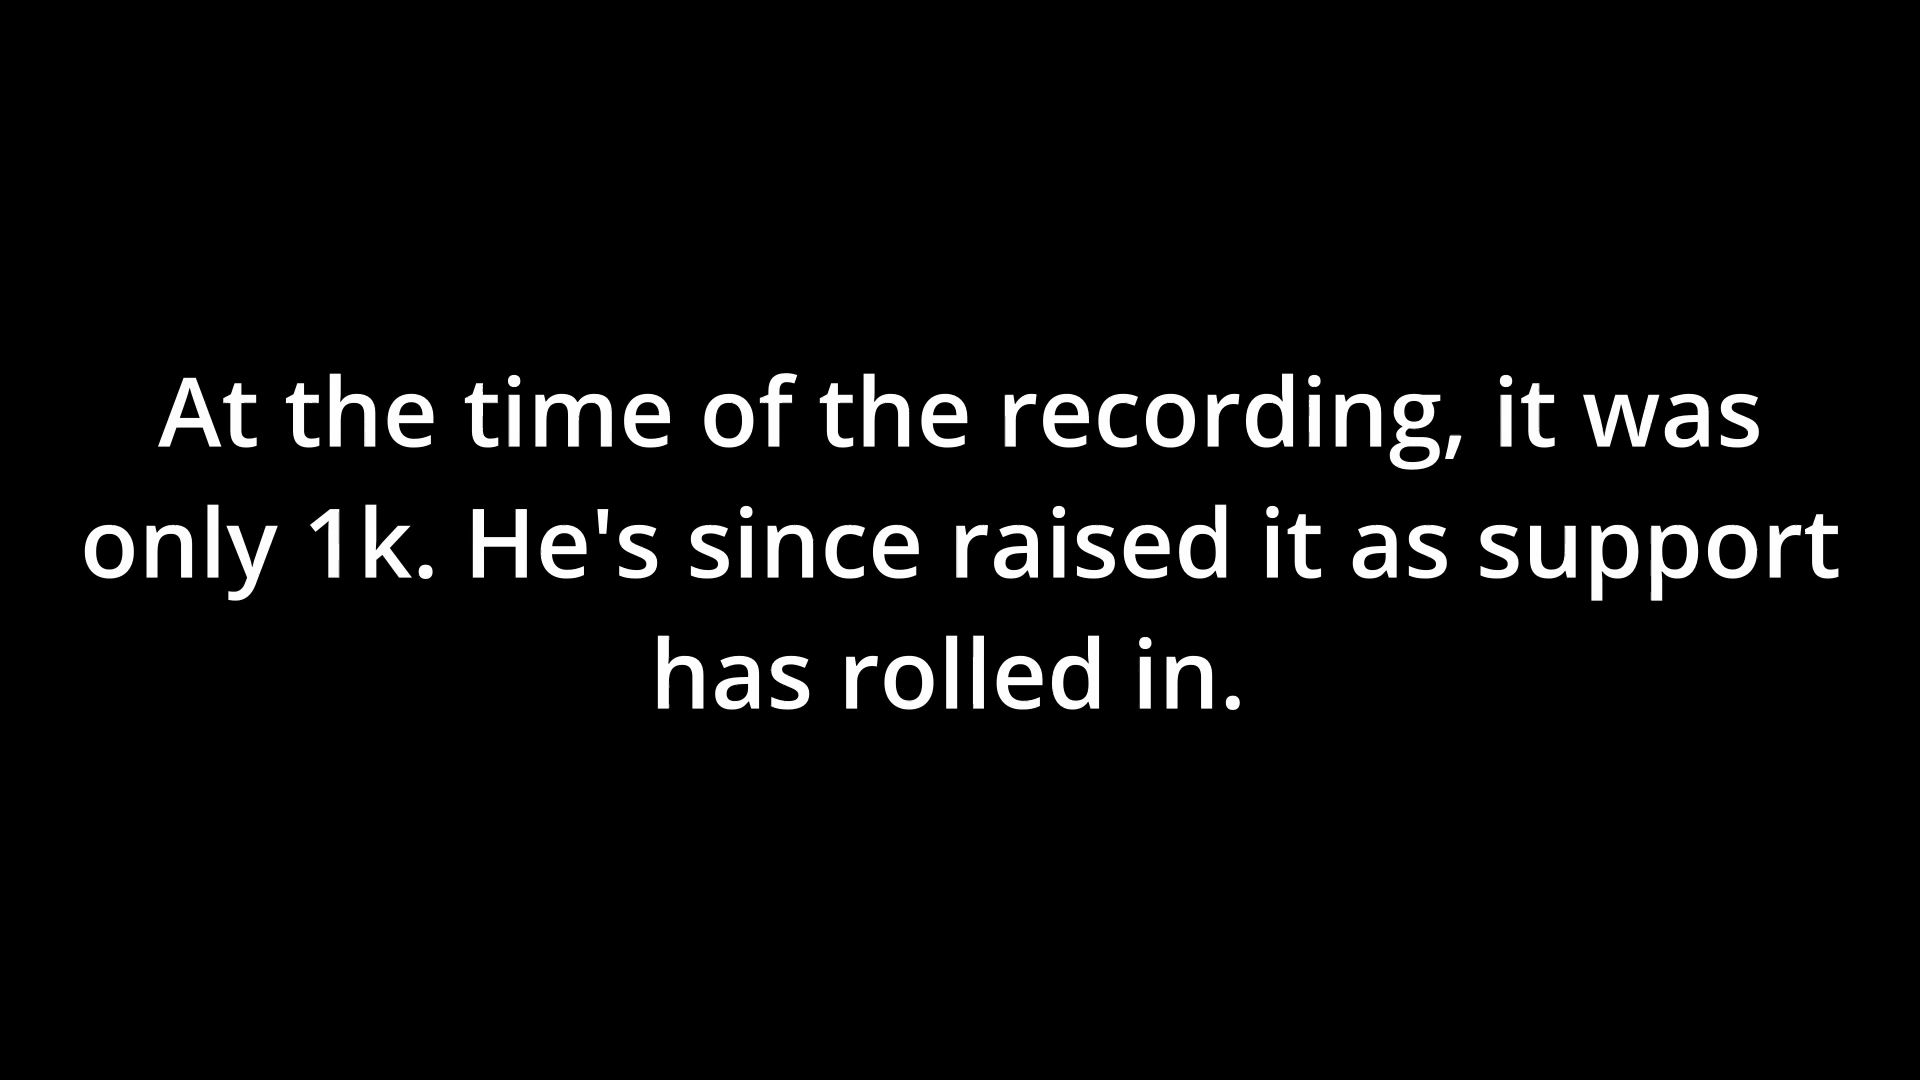 At the time of the recording, it was
only 1k. He's since raised it as support
has rolled in.